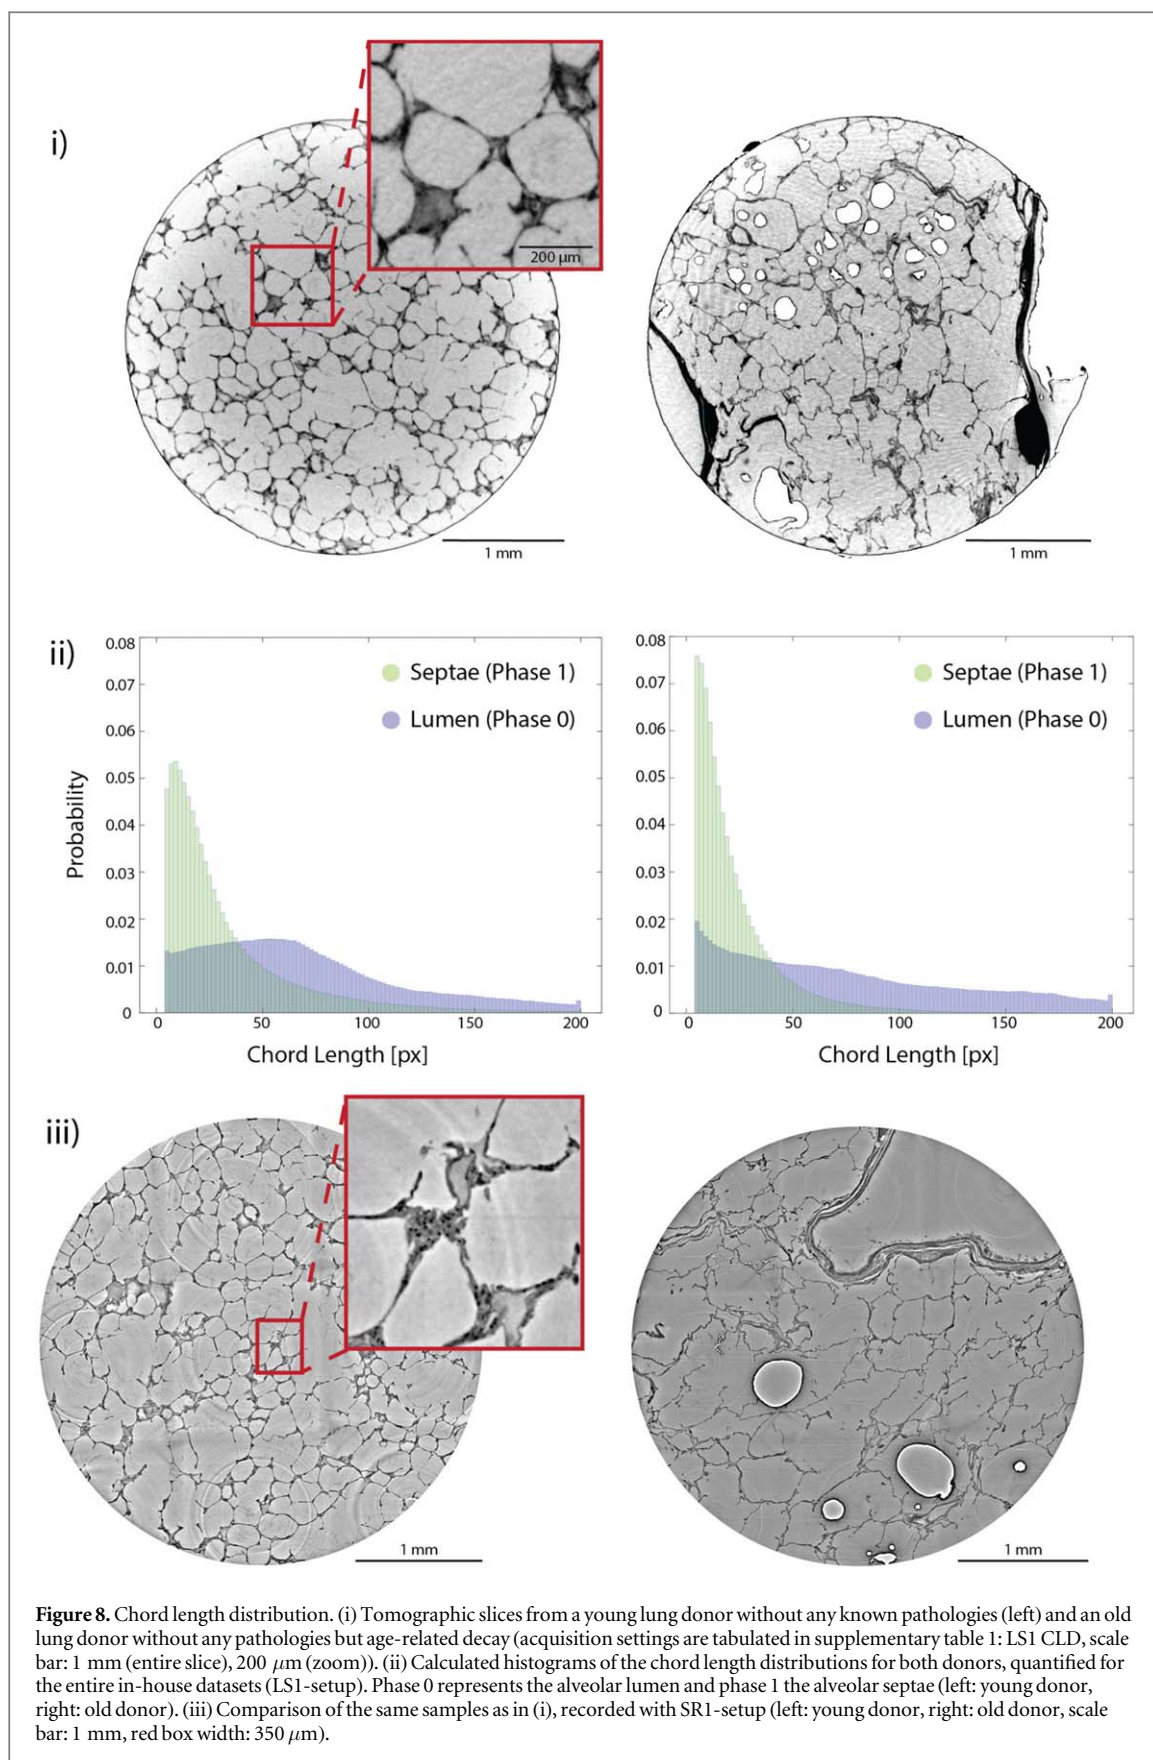 i)
200 µm
1 mm
1 mm
ii)
Probability
0.08
0.07
0.06
0.05
0.04
0.03
0.02
0.01
0
Septae (Phase 1)
Lumen (Phase 0)
0 50 100 150 200
Chord Length [px]
0.08
0.07
0.06
0.05
0.04
0.03
0.02
0.01
0
Septae (Phase 1)
Lumen (Phase 0)
0 50 100 150 200
Chord Length [px]
iii)
1 mm
1 mm
Figure 8. Chord length distribution. (i) Tomographic slices from a young lung donor without any known pathologies (left) and an old
lung donor without any pathologies but age-related decay (acquisition settings are tabulated in supplementary table 1: LS1 CLD, scale
bar: 1 mm (entire slice), 200 µm (zoom)). (ii) Calculated histograms of the chord length distributions for both donors, quantified for
the entire in-house datasets (LS1-setup). Phase 0 represents the alveolar lumen and phase 1 the alveolar septae (left: young donor,
right: old donor). (iii) Comparison of the same samples as in (i), recorded with SR1-setup (left: young donor, right: old donor, scale
bar: 1 mm, red box width: 350 µm).